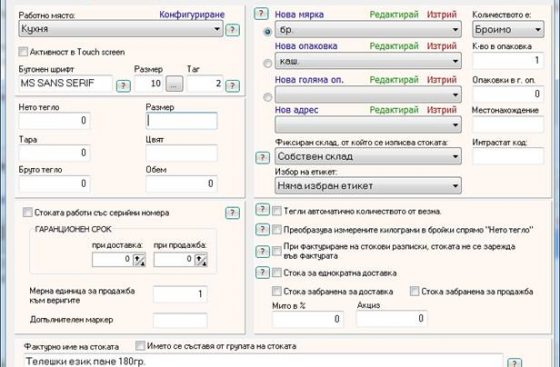 Работно място: Конфигуриране
Кухня
?
Активност в Touch screen
Бутонен шрифт Размер Таг
MS SANS SERIF ? 10 ... 2 ?
Нето тегло Размер
0
Тара Цвят
0
Бруто тегло Обем
0 0
Стоката работи със серийни номера ?
ГАРАНЦИОНЕН СРОК
при доставка: при продажба:
0 0
Мерна единица за продажба
към веригите
1
Допълнителен маркер
? Нова мярка Редактирай Изтрий Количеството е:
бр. Броимо
Нова опаковка Редактирай Изтрий К-во в опаковка
каш. 1
Нова голяма оп. Редактирай Изтрий Опаковки в г. оп.
0
Нов адрес Редактирай Изтрий Местонахождение
Фиксиран склад, от който се изписва стоката: Интрастат код:
? Собствен склад
Избор на етикет:
Няма избран етикет
? Тегли автоматично количеството от везна.
? Преобразува измерените килограми в бройки спрямо "Нето тегло"
? При фактуриране на стокови разписки, стоката не се зарежда
във фактурата
? Стока за еднократна доставка
Стока забранена за доставка Стока забранена за продажба
Мито в % Акциз
0 0
Фактурно име на стоката Името се съставя от групата на стоката
Телешки език пане 180гр. ?